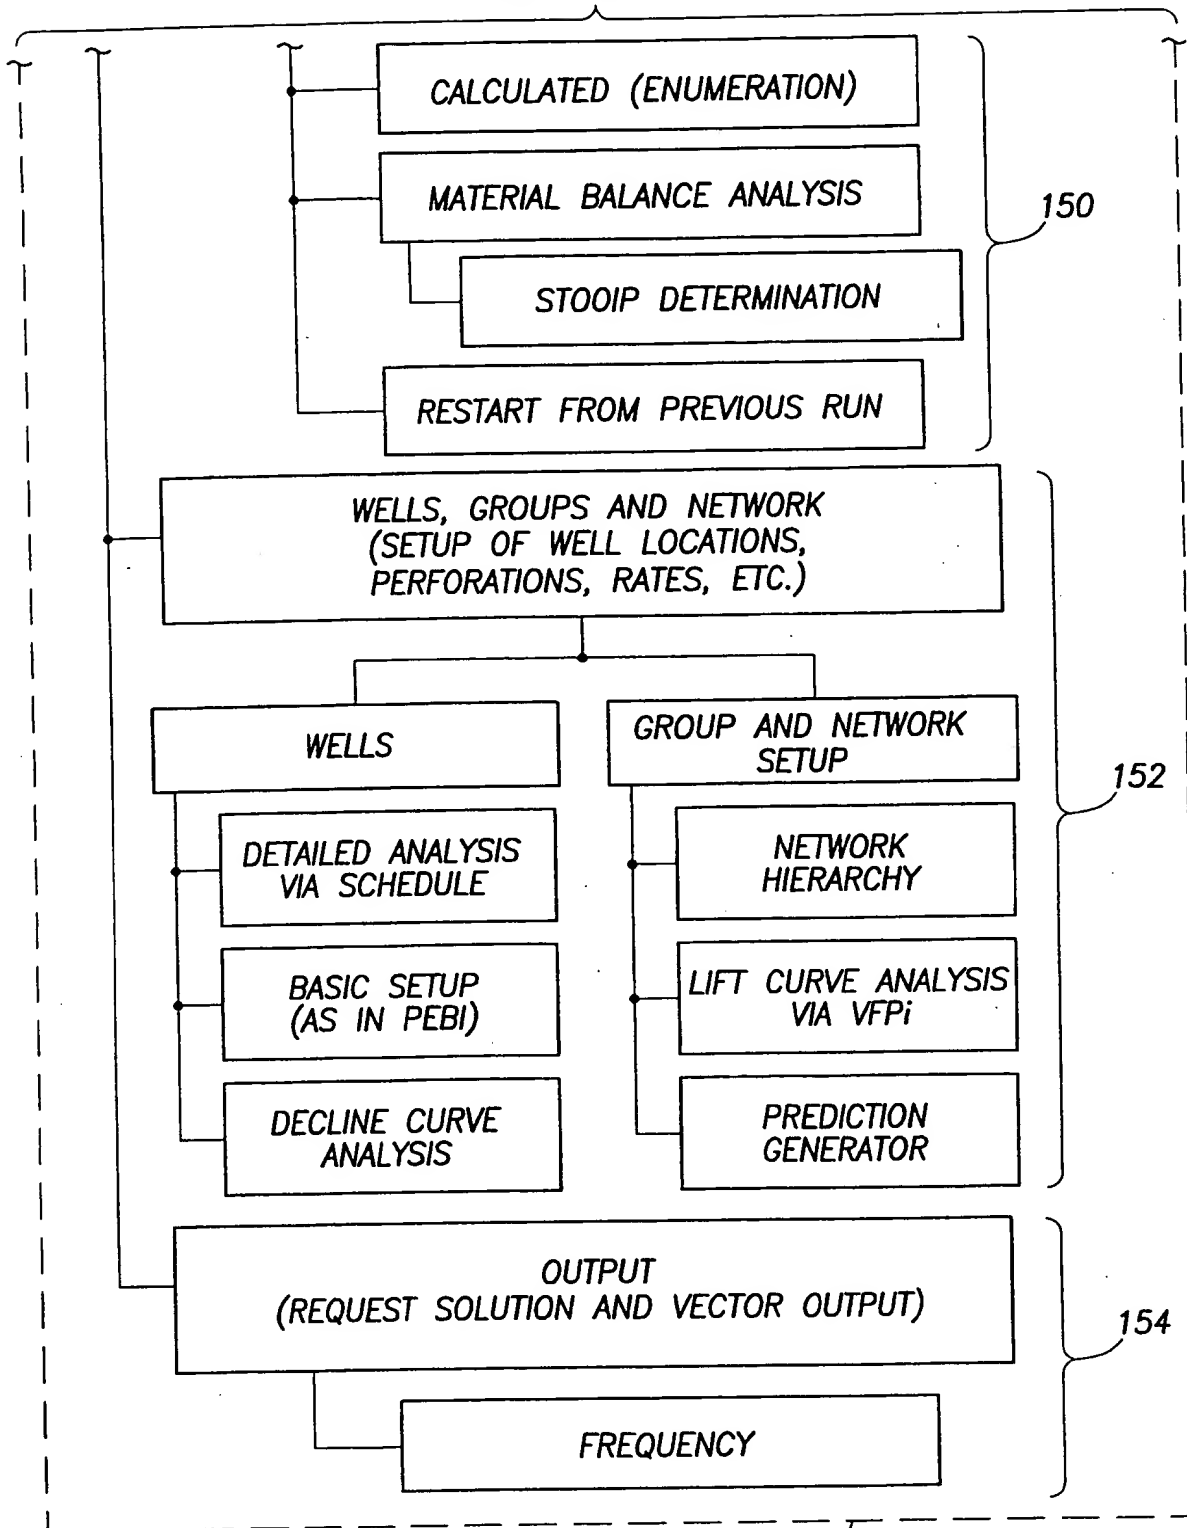 CALCULATED (ENUMERATION)
MATERIAL BALANCE ANALYSIS
150
STOOIP DETERMINATION
RESTART FROM PREVIOUS RUN
WELLS, GROUPS AND NETWORK
(SETUP OF WELL LOCATIONS,
PERFORATIONS, RATES, ETC.)
WELLS
GROUP AND NETWORK
SETUP
152
DETAILED ANALYSIS
VIA SCHEDULE
NETWORK
HIERARCHY
BASIC SETUP
(AS IN PEBI)
LIFT CURVE ANALYSIS
VIA VFPi
DECLINE CURVE
ANALYSIS
PREDICTION
GENERATOR
OUTPUT
(REQUEST SOLUTION AND VECTOR OUTPUT)
154
FREQUENCY